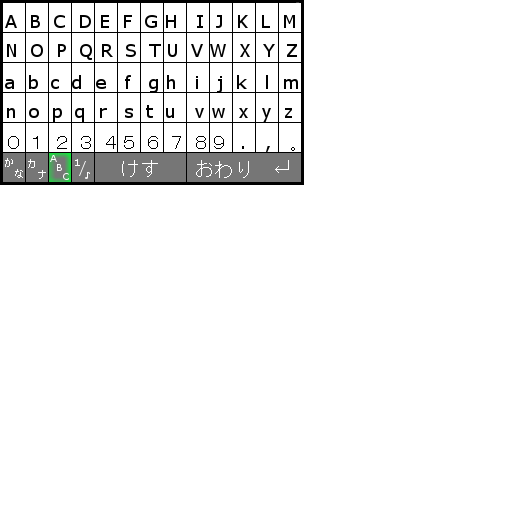 A B C D E F G H I J K L M
N O P Q R S T U V W X Y Z
a b c d e f g h i j k l m
n o p q r s t u v w x y z
0 1 2 3 4 5 6 7 8 9 . , 。
かな カナ ABC 1/♪ けす おわり ↵